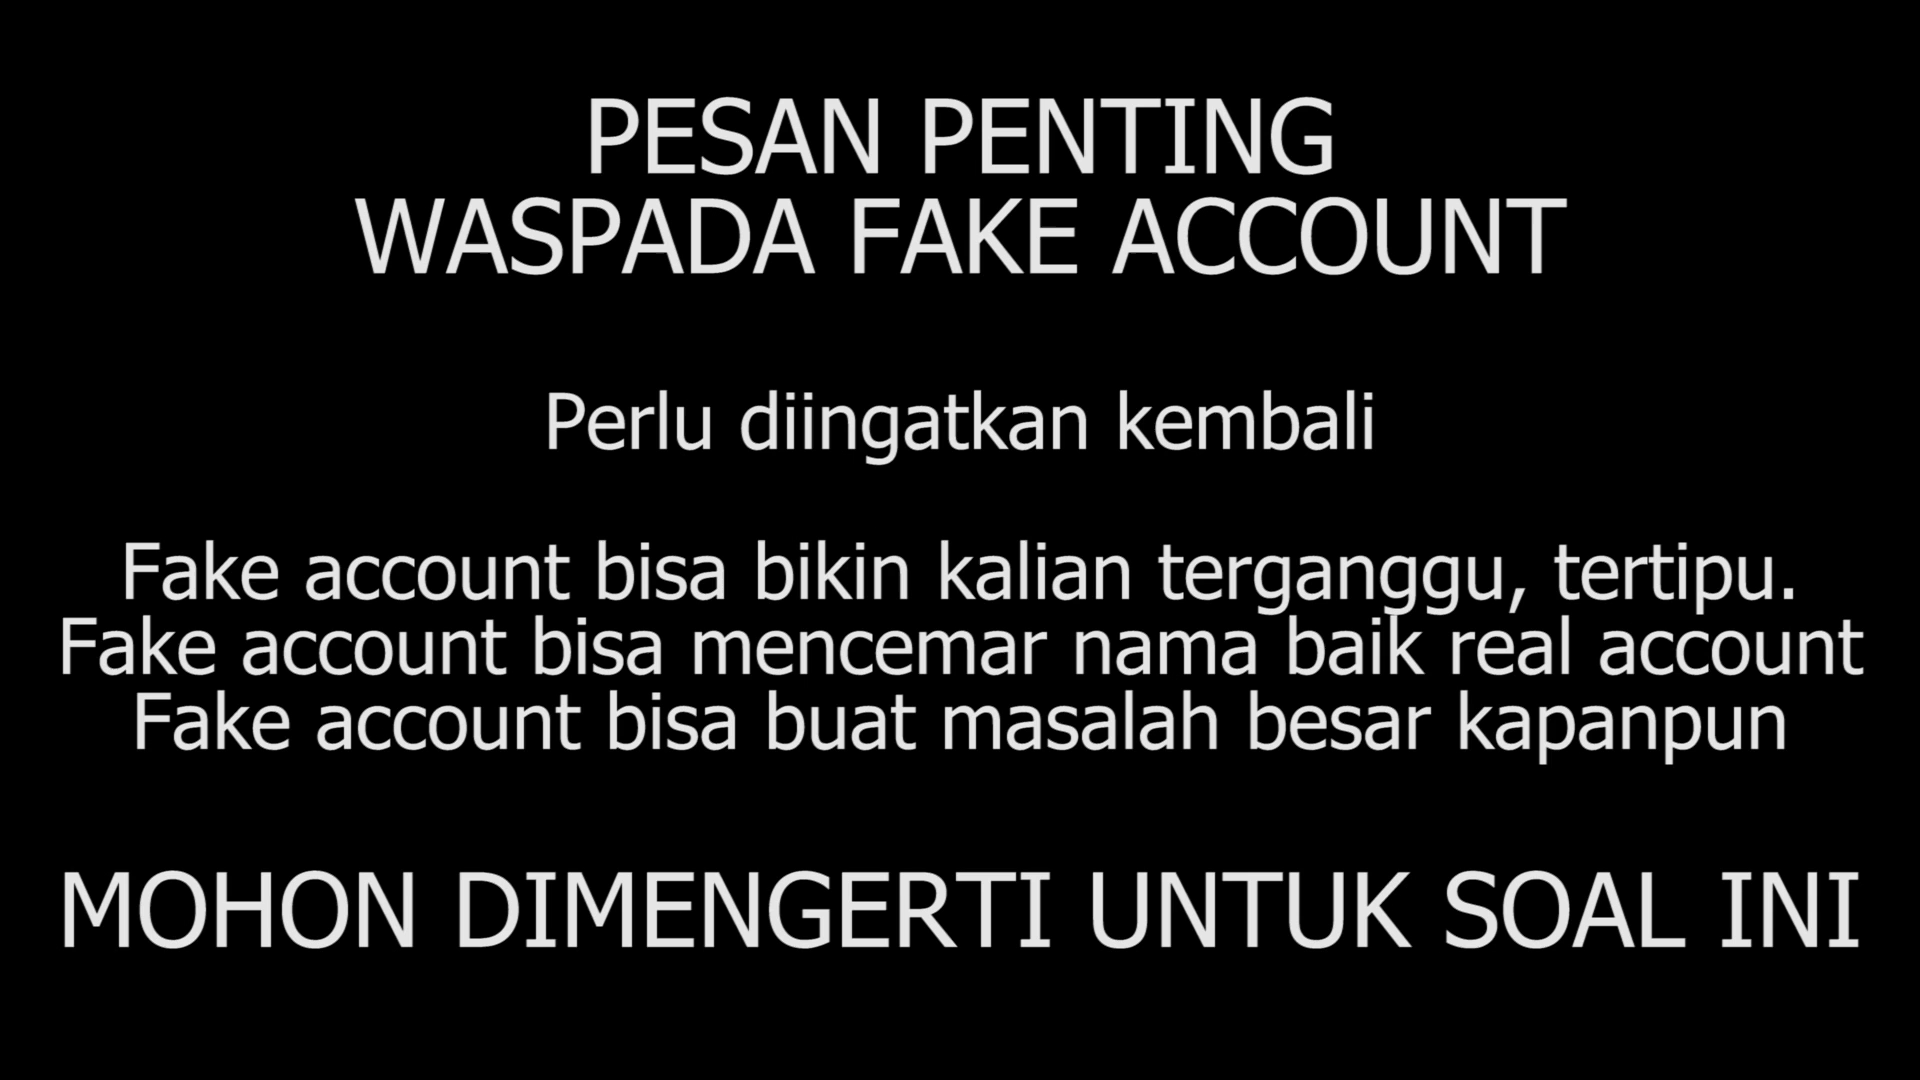 PESAN PENTING
WASPADA FAKE ACCOUNT
Perlu diingatkan kembali
Fake account bisa bikin kalian terganggu, tertipu.
Fake account bisa mencemar nama baik real account
Fake account bisa buat masalah besar kapanpun
MOHON DIMENGERTI UNTUK SOAL INI